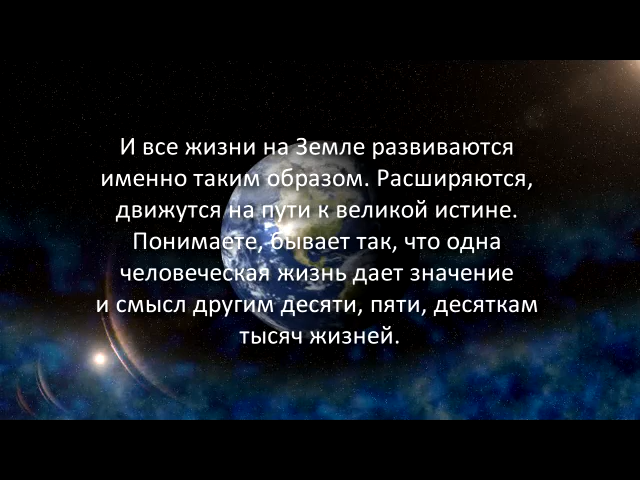 И все жизни на Земле развиваются
именно таким образом. Расширяются,
движутся на пути к великой истине.
Понимаете, бывает так, что одна
человеческая жизнь дает значение
и смысл другим десяти, пяти, десяткам
тысяч жизней.